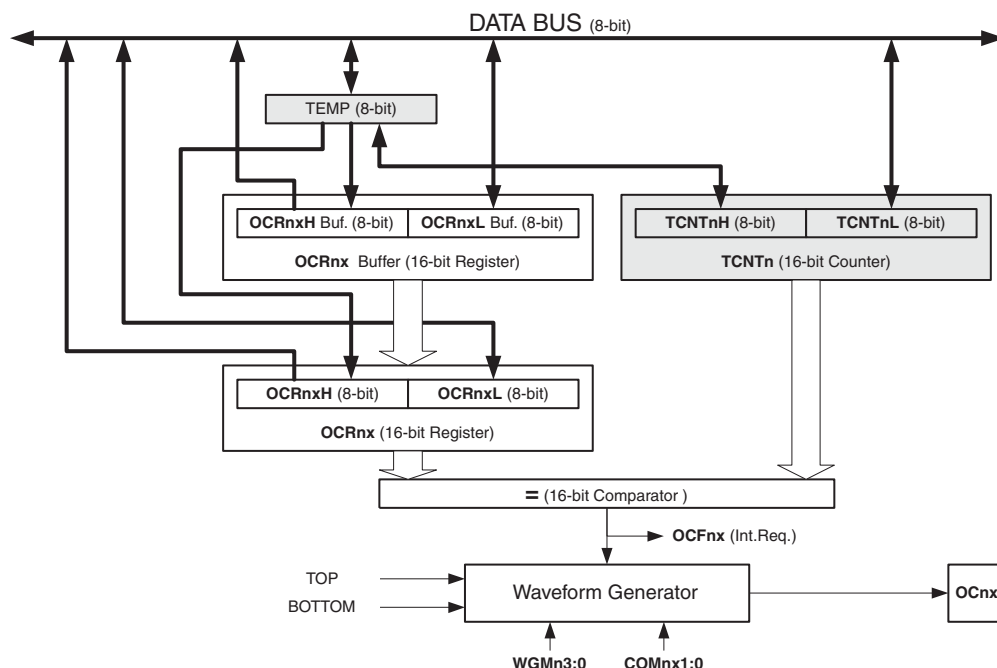 DATA BUS (8-bit)
TEMP (8-bit)
OCRnxH Buf. (8-bit) OCRnxL Buf. (8-bit)
OCRnx Buffer (16-bit Register)
TCNTnH (8-bit) TCNTnL (8-bit)
TCNTn (16-bit Counter)
OCRnxH (8-bit) OCRnxL (8-bit)
OCRnx (16-bit Register)
= (16-bit Comparator )
OCFnx (Int.Req.)
TOP
BOTTOM
Waveform Generator
OCnx
WGMn3:0 COMnx1:0